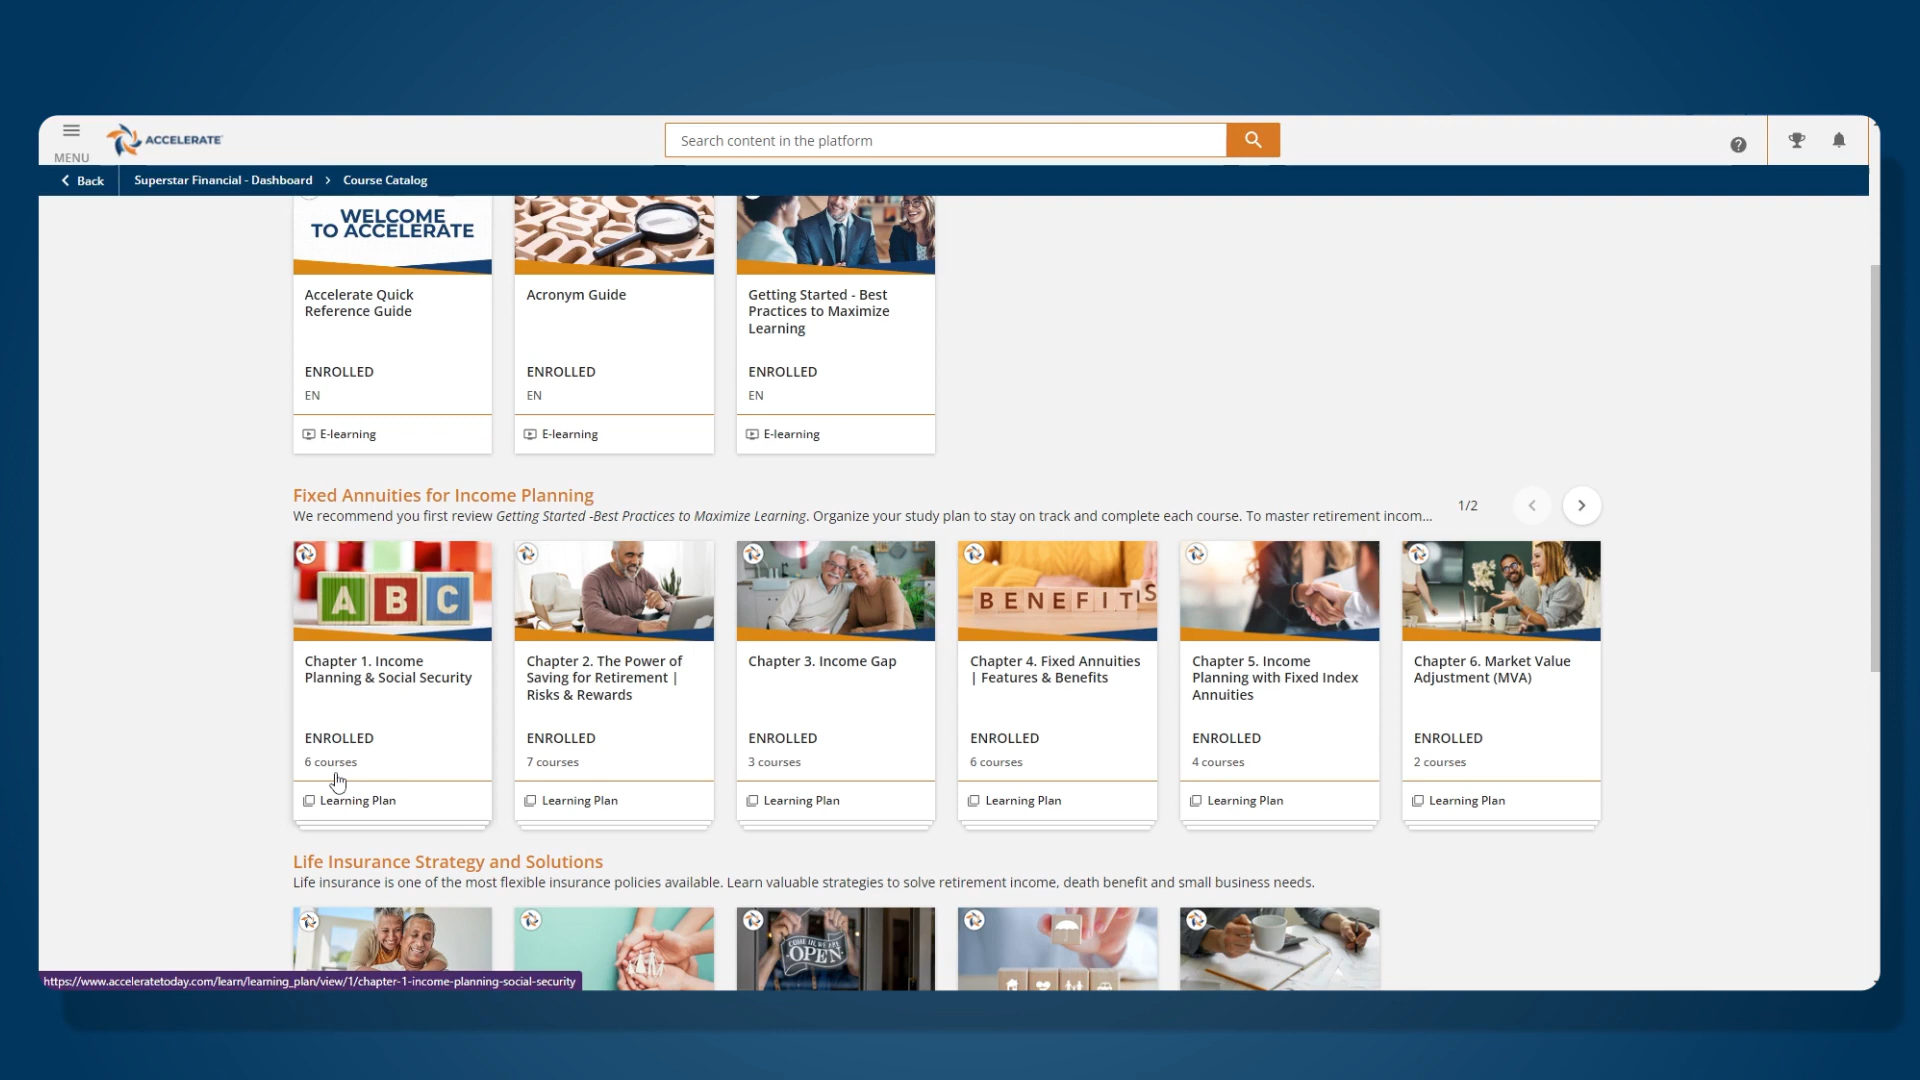 MENU
ACCELERATE
Search content in the platform
Back
Superstar Financial - Dashboard > Course Catalog
WELCOME
TO ACCELERATE
Accelerate Quick
Reference Guide
ENROLLED
EN
E-learning
Acronym Guide
ENROLLED
EN
E-learning
Getting Started - Best
Practices to Maximize
Learning
ENROLLED
EN
E-learning
Fixed Annuities for Income Planning
We recommend you first review Getting Started -Best Practices to Maximize Learning. Organize your study plan to stay on track and complete each course. To master retirement incom...
1/2
A B C
Chapter 1. Income
Planning & Social Security
ENROLLED
6 courses
Learning Plan
Chapter 2. The Power of
Saving for Retirement |
Risks & Rewards
ENROLLED
7 courses
Learning Plan
Chapter 3. Income Gap
ENROLLED
3 courses
Learning Plan
BENEFITS
Chapter 4. Fixed Annuities
| Features & Benefits
ENROLLED
6 courses
Learning Plan
Chapter 5. Income
Planning with Fixed Index
Annuities
ENROLLED
4 courses
Learning Plan
Chapter 6. Market Value
Adjustment (MVA)
ENROLLED
2 courses
Learning Plan
Life Insurance Strategy and Solutions
Life insurance is one of the most flexible insurance policies available. Learn valuable strategies to solve retirement income, death benefit and small business needs.
COME IN WE ARE
OPEN
https://www.acceleratetoday.com/learn/learning_plan/view/1/chapter-1-income-planning-social-security